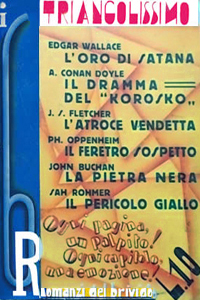 i
TRIANGOLISSIMO
EDGAR WALLACE
L'ORO DI SATANA
A. CONAN DOYLE
IL DRAMMA
DEL "KOROSKO„
J. S. FLETCHER
L'ATROCE VENDETTA
PH. OPPENHEIM
IL FERETRO SOSPETTO
JOHN BUCHAN
LA PIETRA NERA
SAH ROHMER
IL PERICOLO GIALLO
Ogni pagina,
un palpito!
Ogni capitolo,
una emozione!
L. 10
R
Romanzi del brivido